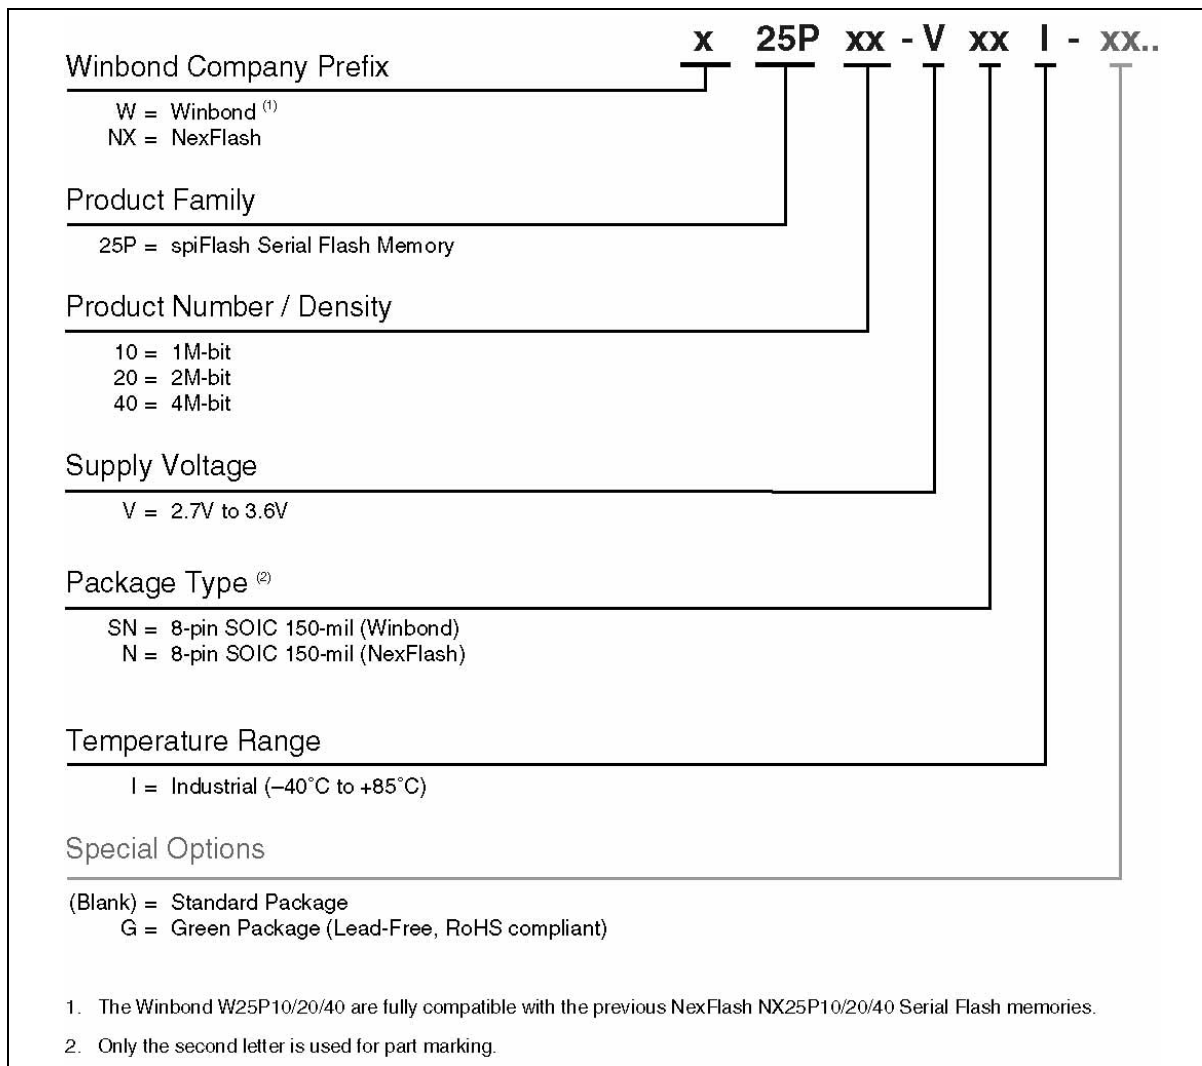 x 25P xx - V xx I - xx..
Winbond Company Prefix
W = Winbond (1)
NX = NexFlash
Product Family
25P = spiFlash Serial Flash Memory
Product Number / Density
10 = 1M-bit
20 = 2M-bit
40 = 4M-bit
Supply Voltage
V = 2.7V to 3.6V
Package Type (2)
SN = 8-pin SOIC 150-mil (Winbond)
N = 8-pin SOIC 150-mil (NexFlash)
Temperature Range
I = Industrial (–40°C to +85°C)
Special Options
(Blank) = Standard Package
G = Green Package (Lead-Free, RoHS compliant)
1. The Winbond W25P10/20/40 are fully compatible with the previous NexFlash NX25P10/20/40 Serial Flash memories.
2. Only the second letter is used for part marking.